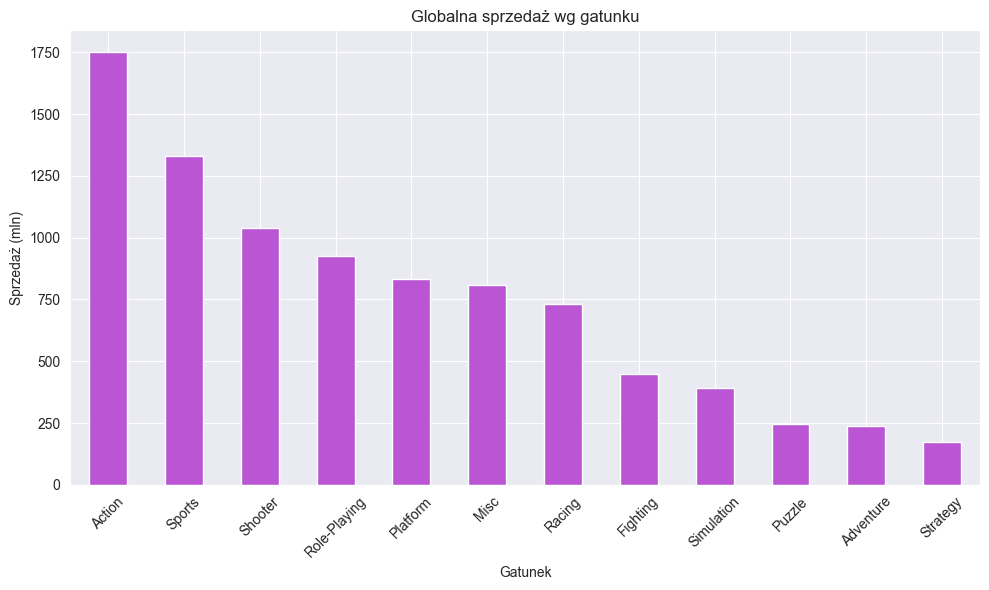 Globalna sprzedaż wg gatunku
Sprzedaż (mln)
1750
1500
1250
1000
750
500
250
0
Action
Sports
Shooter
Role-Playing
Platform
Misc
Racing
Fighting
Simulation
Puzzle
Adventure
Strategy
Gatunek